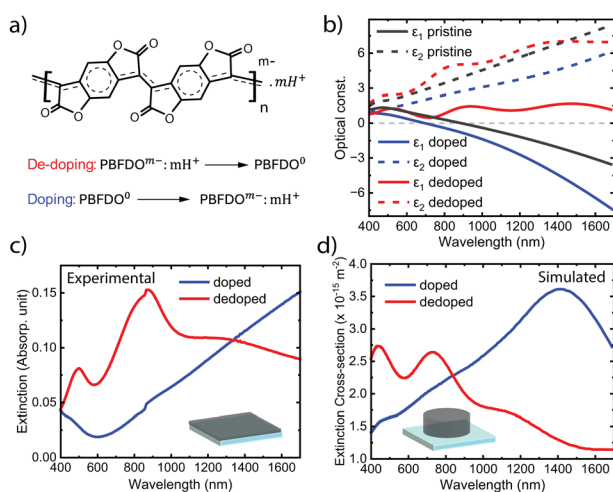 a)
O
O
O
O
O
O
O
O
m-
n
. mH+
De-doping: PBFDOᵐ⁻: mH⁺ ⟶ PBFDO⁰
Doping: PBFDO⁰ ⟶ PBFDOᵐ⁻: mH⁺
b)
Optical const.
6
3
0
-3
-6
ε₁ pristine
ε₂ pristine
ε₁ doped
ε₂ doped
ε₁ dedoped
ε₂ dedoped
400 600 800 1000 1200 1400 1600
Wavelength (nm)
c)
Experimental
doped
dedoped
Extinction (Absorp. unit)
0.15
0.10
0.05
0.00
400 600 800 1000 1200 1400 1600
Wavelength (nm)
d)
Simulated
doped
dedoped
Extinction Cross-section (x 10⁻¹⁵ m⁻²)
4.0
3.5
3.0
2.5
2.0
1.5
1.0
400 600 800 1000 1200 1400 1600
Wavelength (nm)